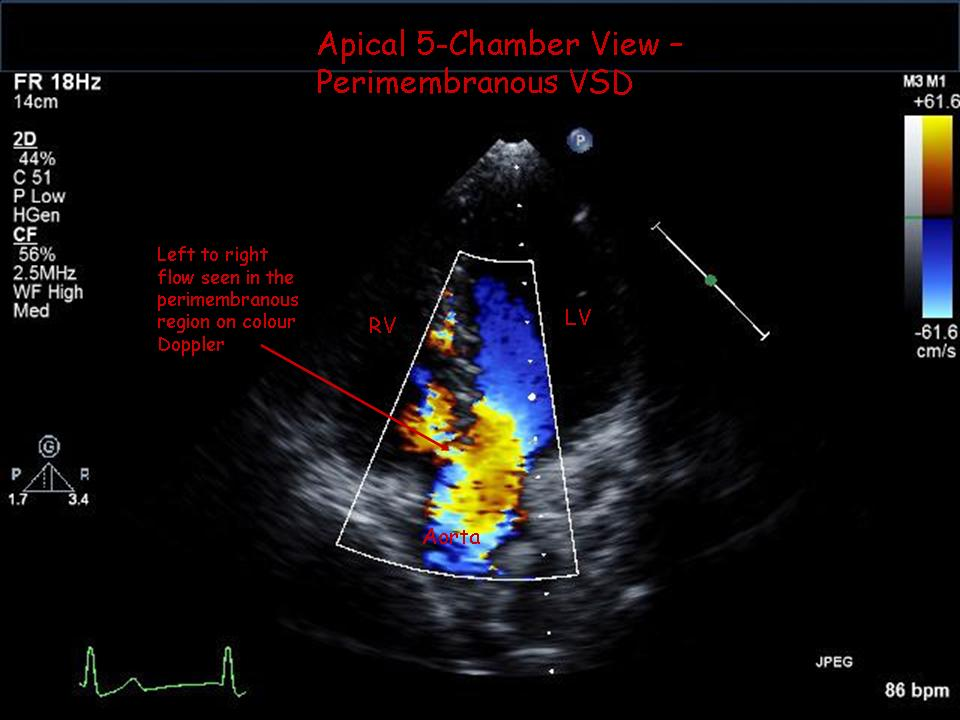 Apical 5-Chamber View –
Perimembranous VSD
FR 18Hz
14cm
M3 M1
+61.6
P
2D
44%
C 51
P Low
HGen
CF
56%
2.5MHz
WF High
Med
Left to right
flow seen in the
perimembranous
region on colour
Doppler
RV
LV
-61.6
cm/s
G
P R
1.7 3.4
Aorta
JPEG
86 bpm